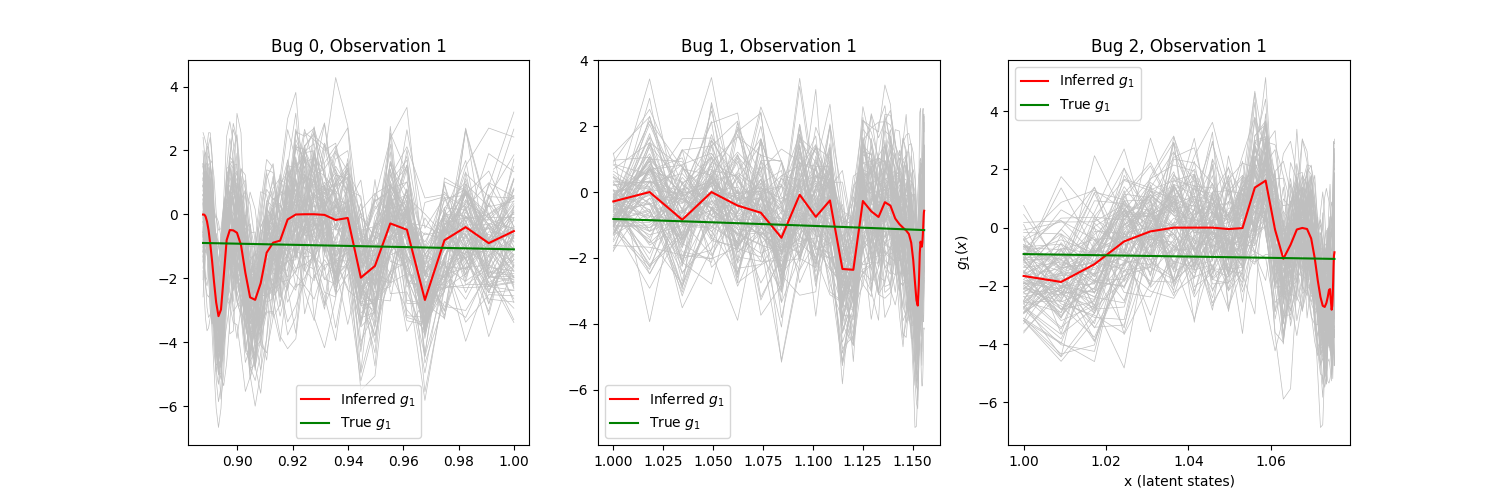 Bug 0, Observation 1
4
2
0
−2
−4
−6
0.90 0.92 0.94 0.96 0.98 1.00
Inferred g₁
True g₁
Bug 1, Observation 1
4
2
0
−2
−4
−6
1.000 1.025 1.050 1.075 1.100 1.125 1.150
Inferred g₁
True g₁
Bug 2, Observation 1
g₁(x)
4
2
0
−2
−4
−6
1.00 1.02 1.04 1.06
x (latent states)
Inferred g₁
True g₁